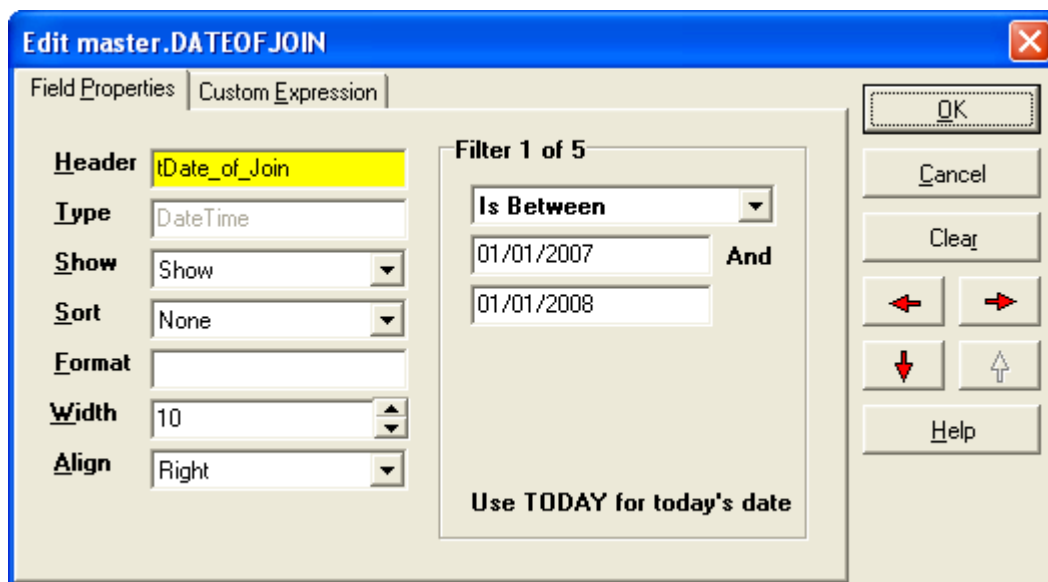 Edit master.DATEOFJOIN
Field Properties
Custom Expression
Header
tDate_of_Join
Type
DateTime
Show
Show
Sort
None
Format
Width
10
Align
Right
Filter 1 of 5
Is Between
01/01/2007
And
01/01/2008
Use TODAY for today's date
OK
Cancel
Clear
Help